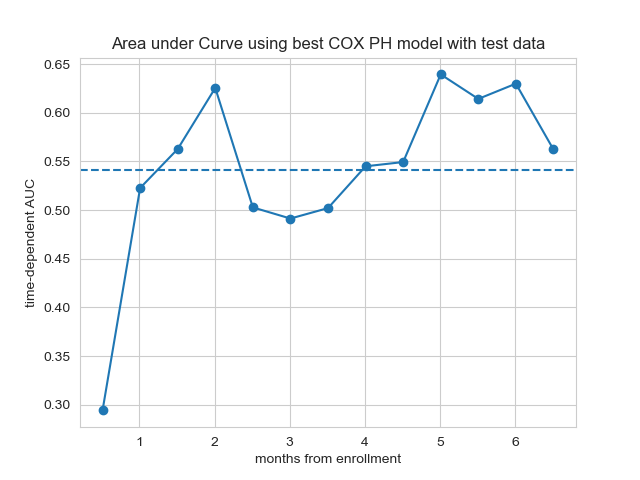 Area under Curve using best COX PH model with test data
time-dependent AUC
0.65
0.60
0.55
0.50
0.45
0.40
0.35
0.30
1 2 3 4 5 6
months from enrollment